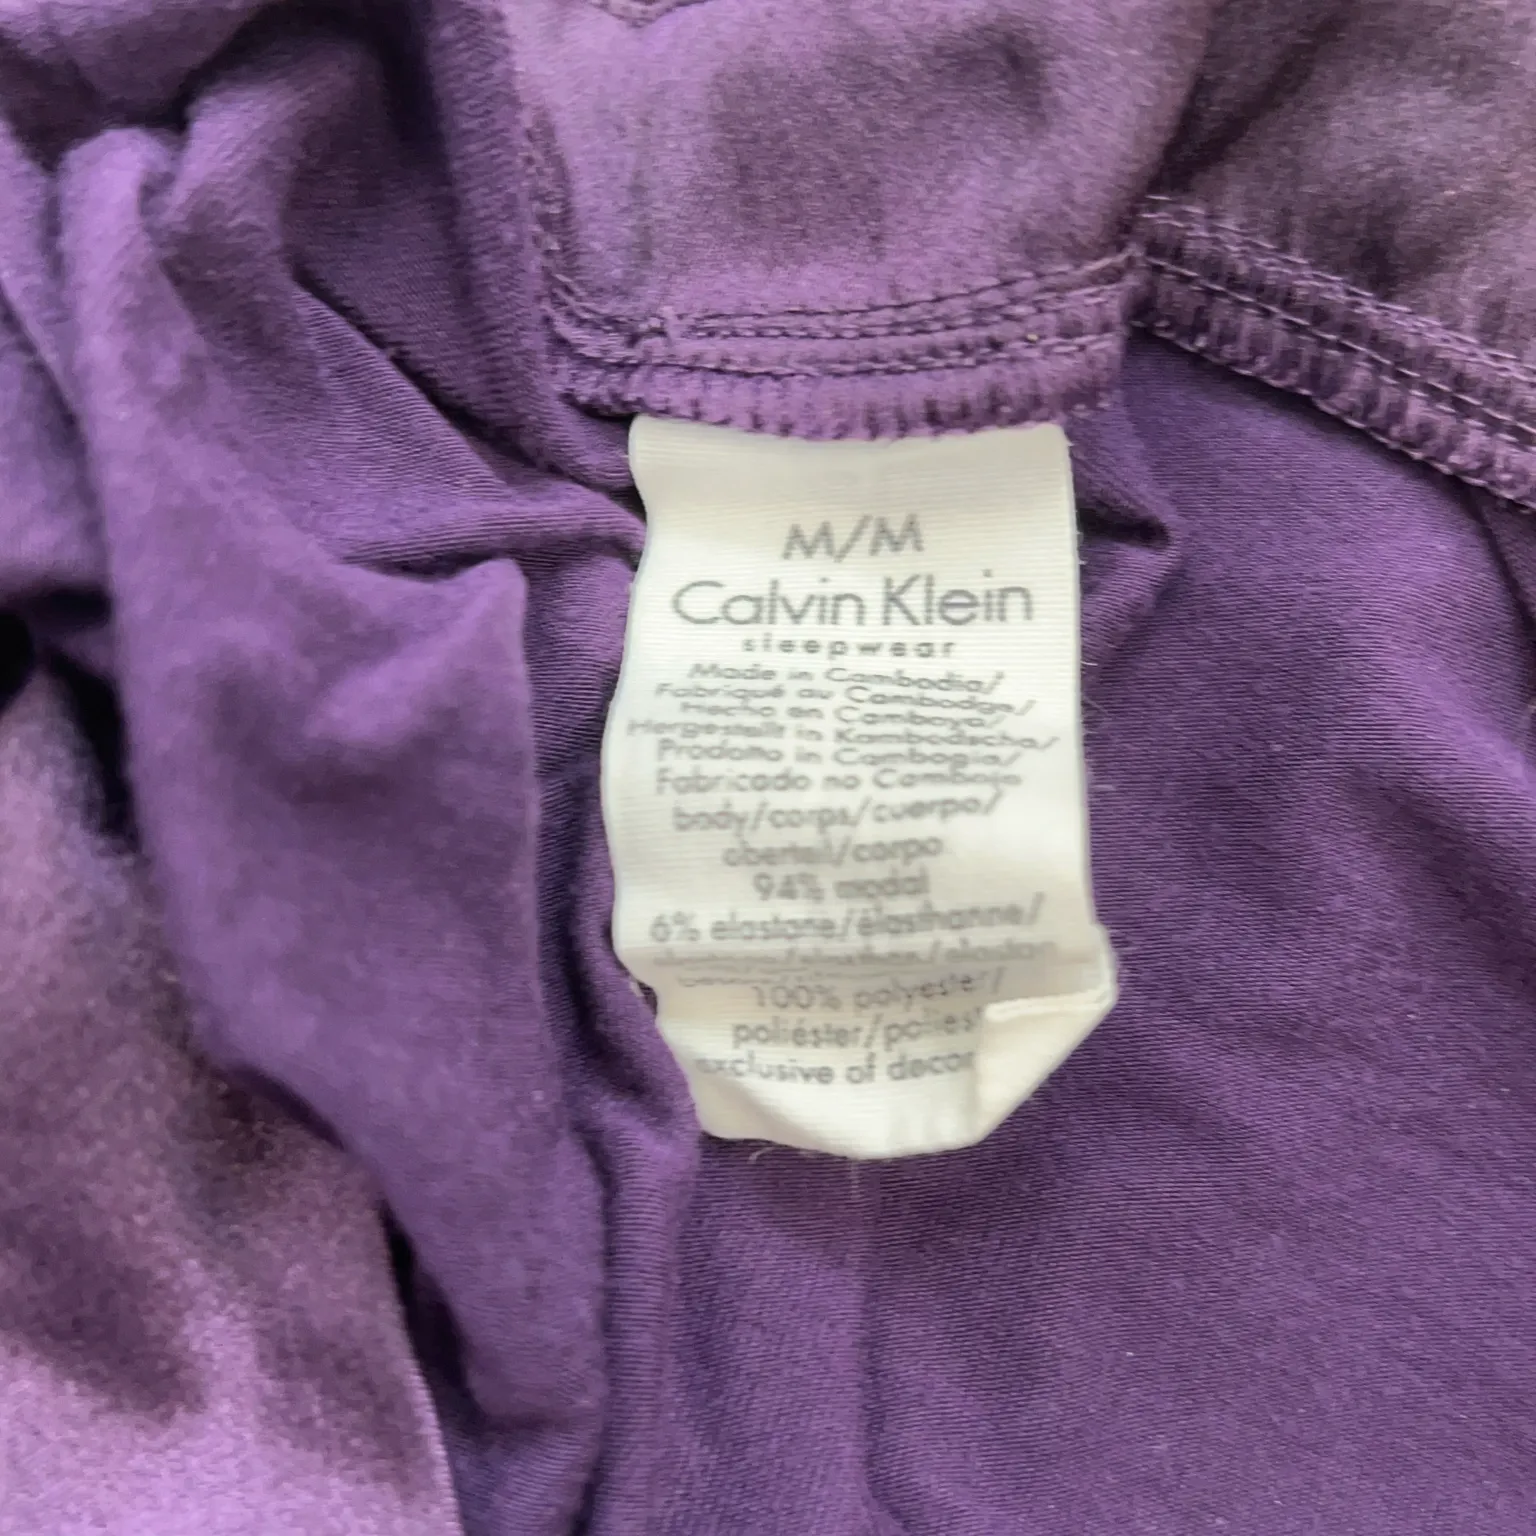 M/M
Calvin Klein
sleepwear
Made in Cambodia/
Fabriqué au Cambodge/
Hecho en Camboya/
Hergestellt in Kambodscha/
Prodotto in Cambogia/
Fabricado no Camboja
body/corps/cuerpo/
oberteil/corpo
94% modal
6% elastane/élasthanne/
100% polyester/
poliéster/polies
exclusive of decor